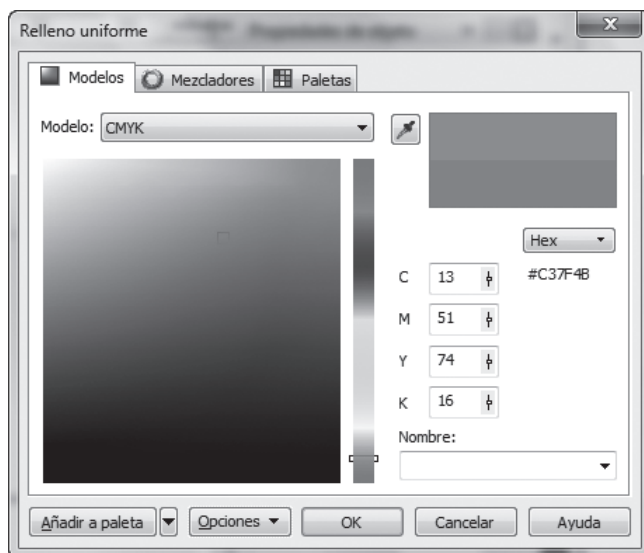 Relleno uniforme
Modelos Mezcladores Paletas
Modelo: CMYK
Hex
C 13 #C37F4B
M 51
Y 74
K 16
Nombre:
Añadir a paleta Opciones OK Cancelar Ayuda